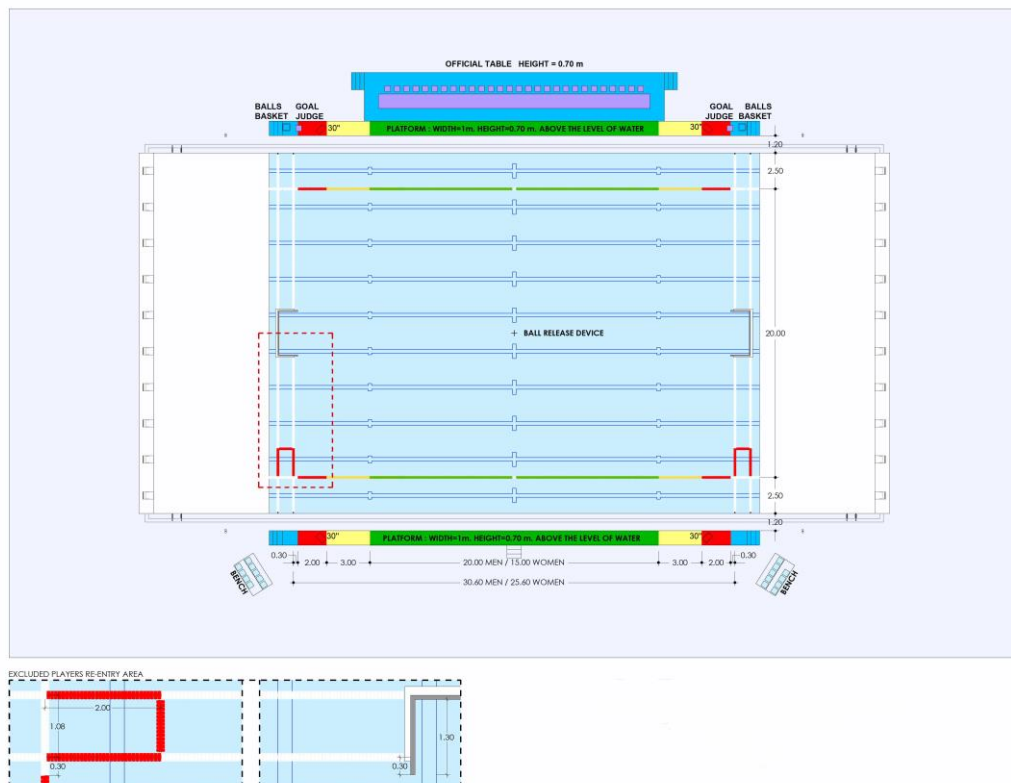 OFFICIAL TABLE HEIGHT = 0.70 m
BALLS BASKET
GOAL JUDGE
GOAL JUDGE
BALLS BASKET
30"
PLATFORM : WIDTH=1m. HEIGHT=0.70 m. ABOVE THE LEVEL OF WATER
30"
1.20
2.50
BALL RELEASE DEVICE
20.00
2.50
1.20
30"
PLATFORM : WIDTH=1m. HEIGHT=0.70 m. ABOVE THE LEVEL OF WATER
30"
BENCH
0.30
2.00
3.00
20.00 MEN / 15.00 WOMEN
3.00
2.00
0.30
BENCH
30.60 MEN / 25.60 WOMEN
EXCLUDED PLAYERS RE-ENTRY AREA
2.00
1.08
0.30
1.30
0.30